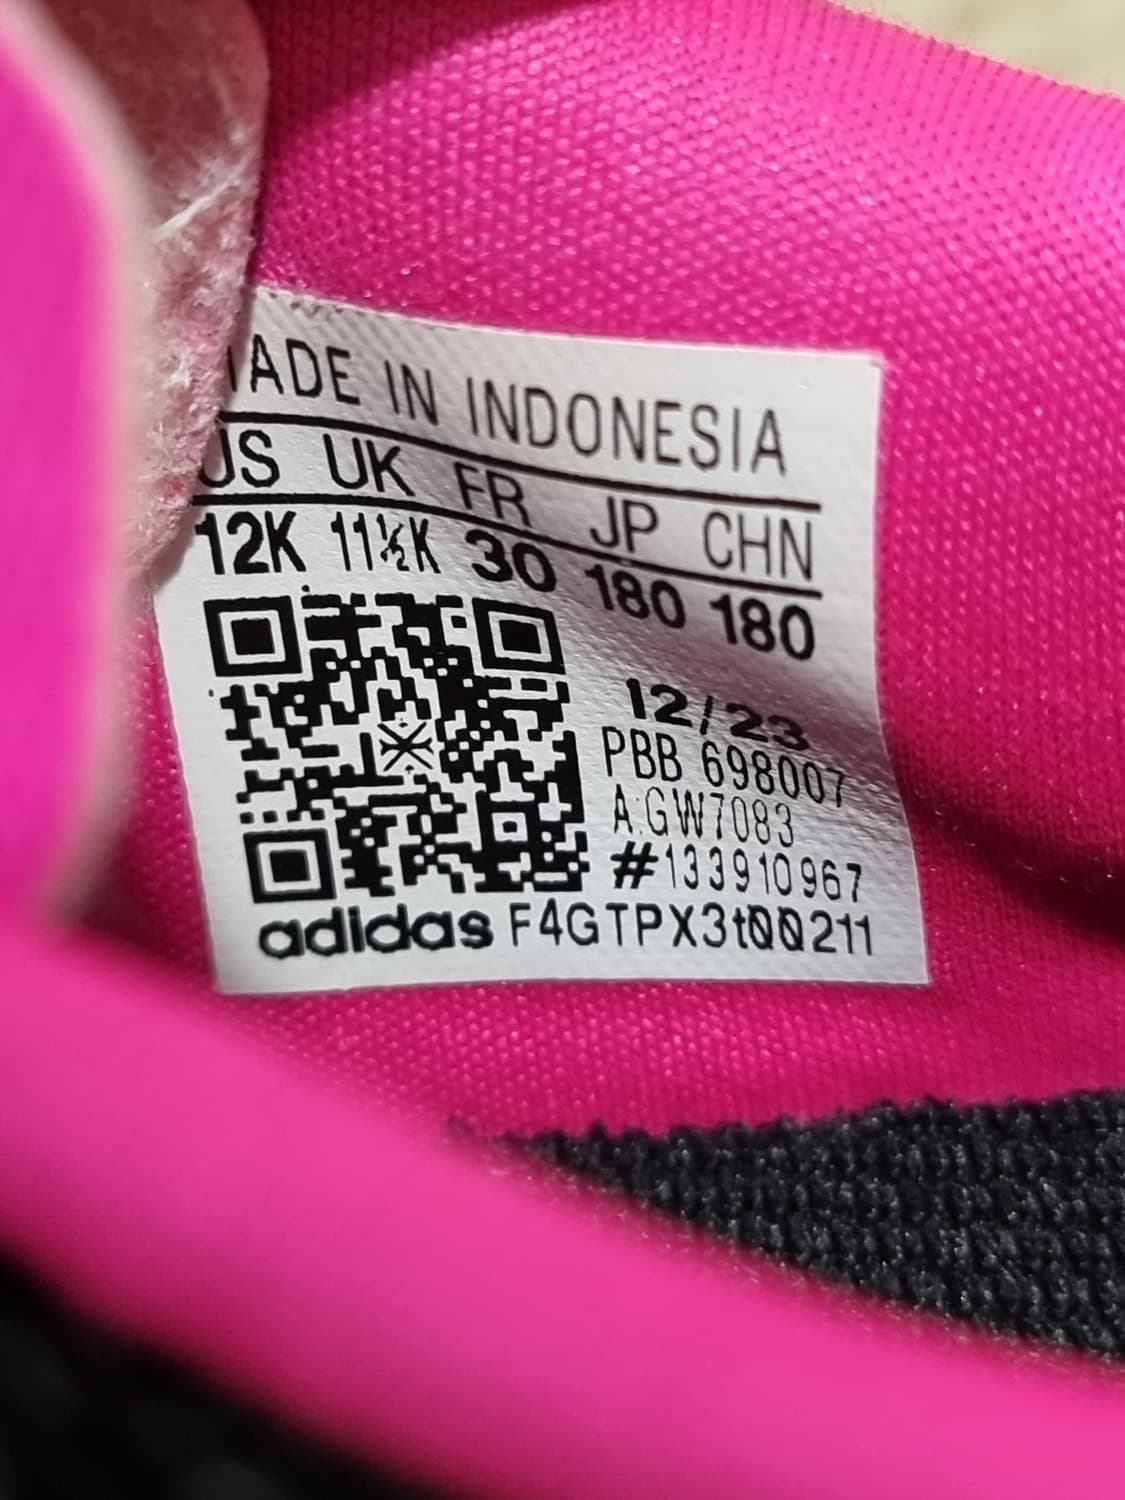 MADE IN INDONESIA
US UK FR JP CHN
12K 11½K 30 180 180
12/23
PBB 698007
A:GW7083
#133910967
adidas F4GTPX3t00211